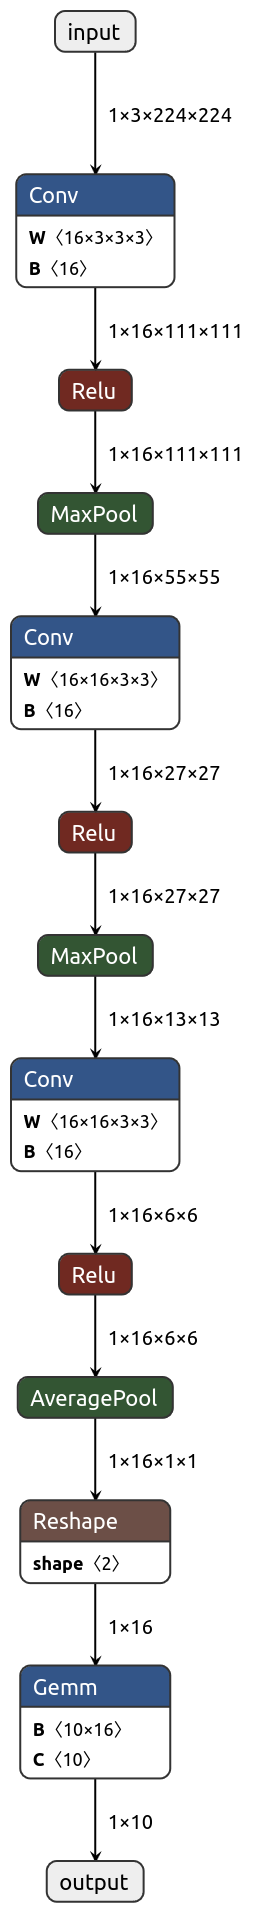 input
1×3×224×224
Conv
W〈16×3×3×3〉
B〈16〉
1×16×111×111
Relu
1×16×111×111
MaxPool
1×16×55×55
Conv
W〈16×16×3×3〉
B〈16〉
1×16×27×27
Relu
1×16×27×27
MaxPool
1×16×13×13
Conv
W〈16×16×3×3〉
B〈16〉
1×16×6×6
Relu
1×16×6×6
AveragePool
1×16×1×1
Reshape
shape〈2〉
1×16
Gemm
B〈10×16〉
C〈10〉
1×10
output